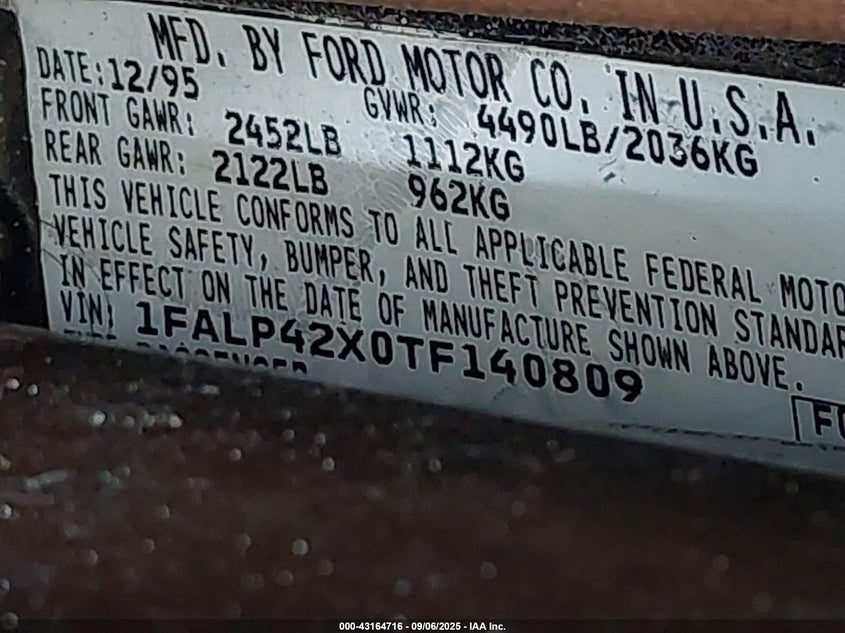 MFD. BY FORD MOTOR CO. IN U.S.A.
DATE: 12/95 GVWR: 4490LB/2036KG
FRONT GAWR: 2452LB 1112KG
REAR GAWR: 2122LB 962KG
THIS VEHICLE CONFORMS TO ALL APPLICABLE FEDERAL MOTO
VEHICLE SAFETY, BUMPER, AND THEFT PREVENTION STANDAR
IN EFFECT ON THE DATE OF MANUFACTURE SHOWN ABOVE.
VIN: 1FALP42X0TF140809
PASSENGER
FO
000-43164716 - 09/06/2025 - IAA Inc.